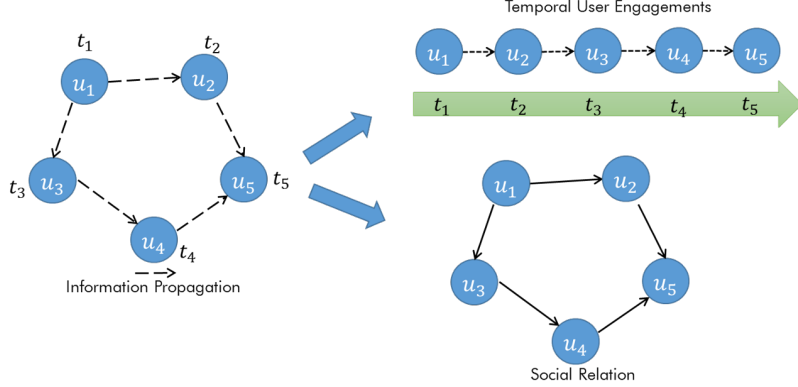 t₁
t₂
u₁
u₂
t₃
u₃
u₅
t₅
u₄
t₄
Information Propagation
Temporal User Engagements
u₁ u₂ u₃ u₄ u₅
t₁ t₂ t₃ t₄ t₅
u₁
u₂
u₃
u₅
u₄
Social Relation